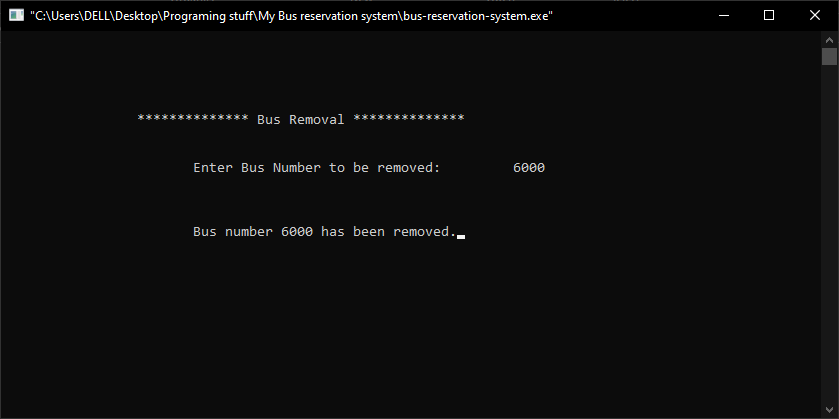 "C:\Users\DELL\Desktop\Programing stuff\My Bus reservation system\bus-reservation-system.exe"
************** Bus Removal **************
Enter Bus Number to be removed: 6000
Bus number 6000 has been removed.